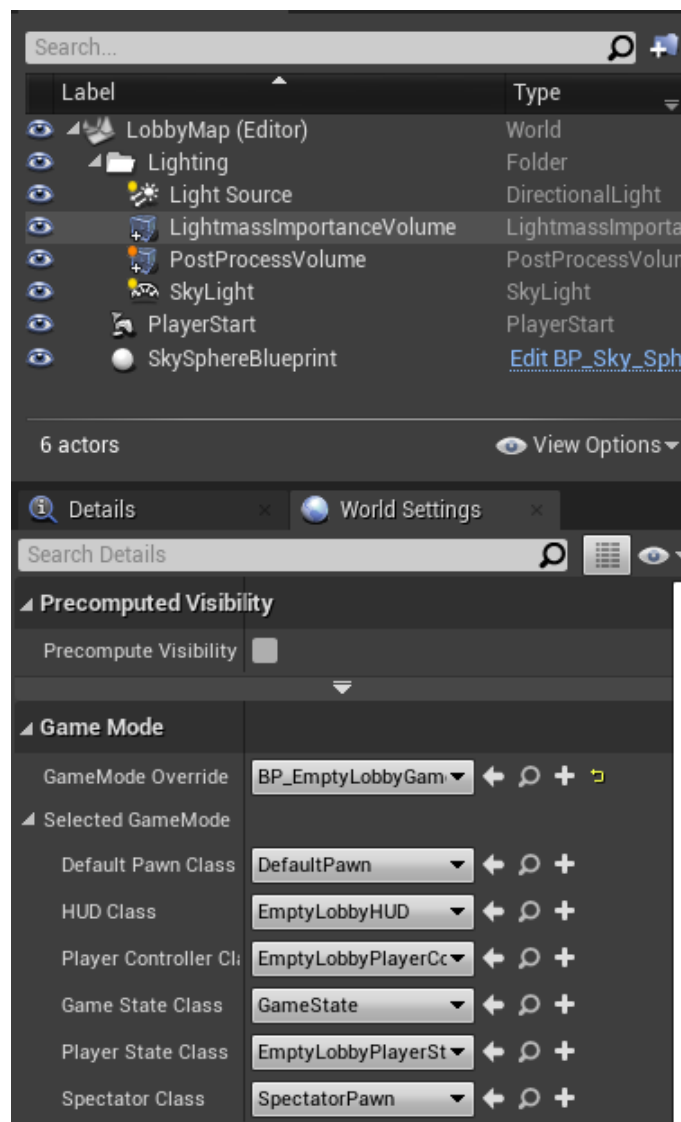 Search...
Label Type
LobbyMap (Editor) World
Lighting Folder
Light Source DirectionalLight
LightmassImportanceVolume LightmassImporta
PostProcessVolume PostProcessVolum
SkyLight SkyLight
PlayerStart PlayerStart
SkySphereBlueprint Edit BP_Sky_Sph
6 actors View Options
Details World Settings
Search Details
Precomputed Visibility
Precompute Visibility
Game Mode
GameMode Override BP_EmptyLobbyGam
Selected GameMode
Default Pawn Class DefaultPawn
HUD Class EmptyLobbyHUD
Player Controller Cla EmptyLobbyPlayerCo
Game State Class GameState
Player State Class EmptyLobbyPlayerSt
Spectator Class SpectatorPawn